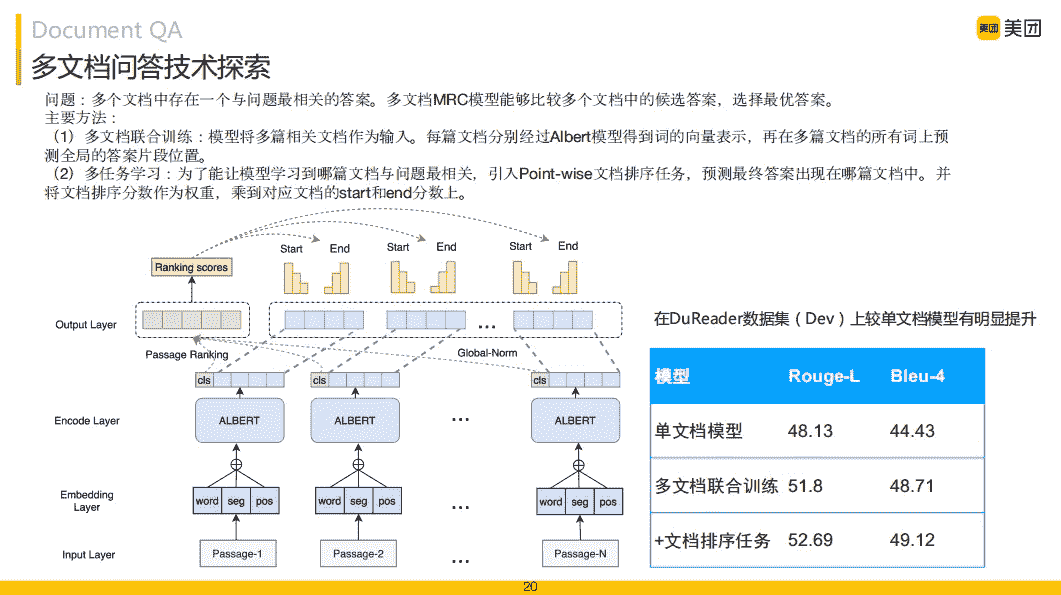 Document QA
美团 美团
多文档问答技术探索
问题：多个文档中存在一个与问题最相关的答案。多文档MRC模型能够比较多个文档中的候选答案，选择最优答案。
主要方法：
（1）多文档联合训练：模型将多篇相关文档作为输入。每篇文档分别经过Albert模型得到词的向量表示，再在多篇文档的所有词上预
测全局的答案片段位置。
（2）多任务学习：为了能让模型学习到哪篇文档与问题最相关，引入Point-wise文档排序任务，预测最终答案出现在哪篇文档中。并
将文档排序分数作为权重，乘到对应文档的start和end分数上。
Start End Start End Start End
Ranking scores
Output Layer
...
Passage Ranking
Global-Norm
cls cls cls
Encode Layer
ALBERT ALBERT ... ALBERT
Embedding
Layer
word seg pos word seg pos ... word seg pos
Input Layer
Passage-1 Passage-2 ... Passage-N
在DuReader数据集（Dev）上较单文档模型有明显提升
模型 Rouge-L Bleu-4
单文档模型 48.13 44.43
多文档联合训练 51.8 48.71
+文档排序任务 52.69 49.12
20